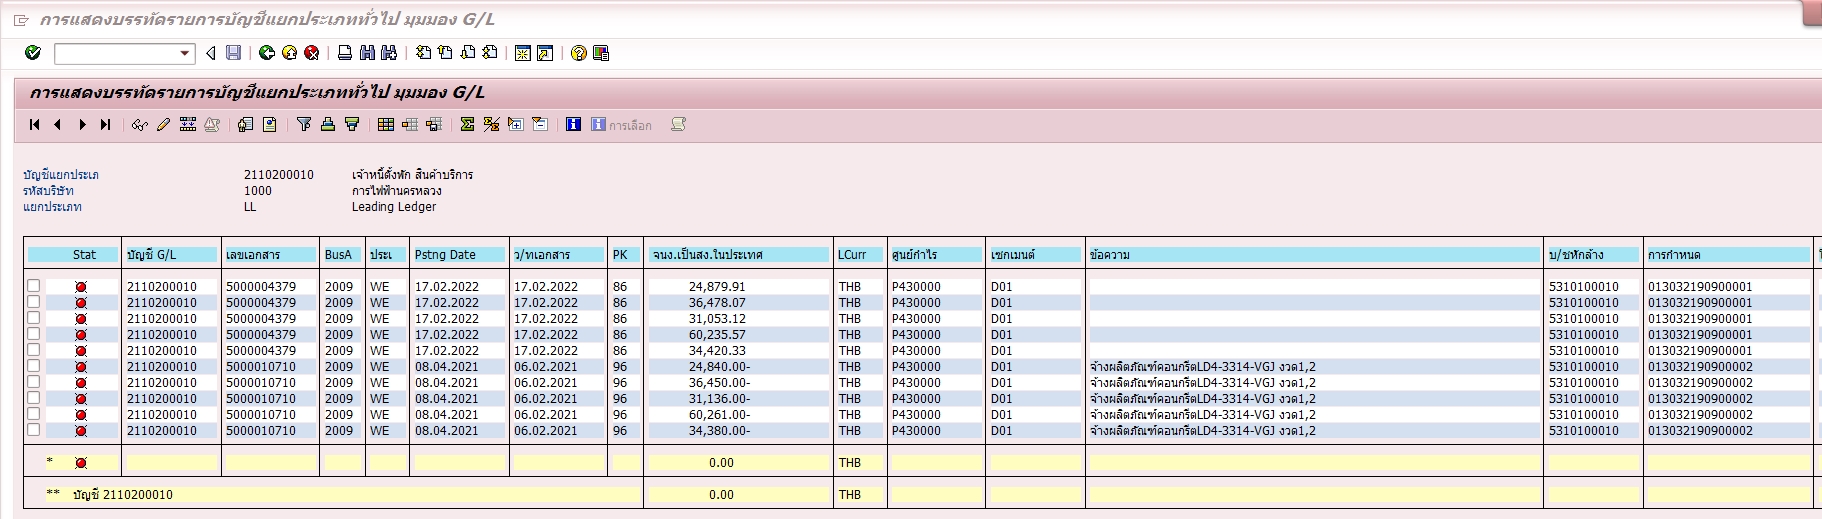 การแสดงบรรทัดรายการบัญชีแยกประเภททั่วไป มุมมอง G/L
การแสดงบรรทัดรายการบัญชีแยกประเภททั่วไป มุมมอง G/L
การเลือก
บัญชีแยกประเภ 2110200010 เจ้าหนี้ตั้งพัก สินค้าบริการ
รหัสบริษัท 1000 การไฟฟ้านครหลวง
แยกประเภท LL Leading Ledger
Stat บัญชี G/L เลขเอกสาร BusA ประเ Pstng Date ว/ทเอกสาร PK จนง.เป็นสง.ในประเทศ LCurr ศูนย์กำไร เซกเมนต์ ข้อความ บ/ชหักล้าง การกำหนด
2110200010 5000004379 2009 WE 17.02.2022 17.02.2022 86 24,879.91 THB P430000 D01 5310100010 013032190900001
2110200010 5000004379 2009 WE 17.02.2022 17.02.2022 86 36,478.07 THB P430000 D01 5310100010 013032190900001
2110200010 5000004379 2009 WE 17.02.2022 17.02.2022 86 31,053.12 THB P430000 D01 5310100010 013032190900001
2110200010 5000004379 2009 WE 17.02.2022 17.02.2022 86 60,235.57 THB P430000 D01 5310100010 013032190900001
2110200010 5000004379 2009 WE 17.02.2022 17.02.2022 86 34,420.33 THB P430000 D01 5310100010 013032190900001
2110200010 5000010710 2009 WE 08.04.2021 06.02.2021 96 24,840.00- THB P430000 D01 จ้างผลิตภัณฑ์คอนกรีตLD4-3314-VGJ งวด1,2 5310100010 013032190900002
2110200010 5000010710 2009 WE 08.04.2021 06.02.2021 96 36,450.00- THB P430000 D01 จ้างผลิตภัณฑ์คอนกรีตLD4-3314-VGJ งวด1,2 5310100010 013032190900002
2110200010 5000010710 2009 WE 08.04.2021 06.02.2021 96 31,136.00- THB P430000 D01 จ้างผลิตภัณฑ์คอนกรีตLD4-3314-VGJ งวด1,2 5310100010 013032190900002
2110200010 5000010710 2009 WE 08.04.2021 06.02.2021 96 60,261.00- THB P430000 D01 จ้างผลิตภัณฑ์คอนกรีตLD4-3314-VGJ งวด1,2 5310100010 013032190900002
2110200010 5000010710 2009 WE 08.04.2021 06.02.2021 96 34,380.00- THB P430000 D01 จ้างผลิตภัณฑ์คอนกรีตLD4-3314-VGJ งวด1,2 5310100010 013032190900002
* 0.00 THB
** บัญชี 2110200010 0.00 THB